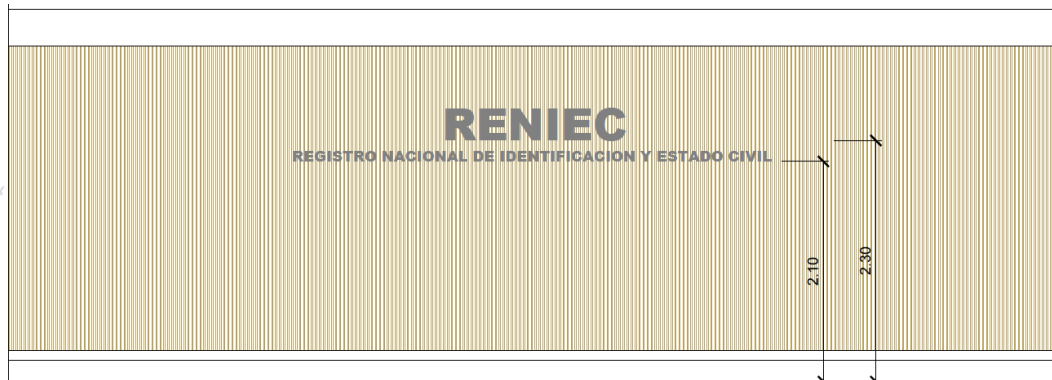 RENIEC
REGISTRO NACIONAL DE IDENTIFICACION Y ESTADO CIVIL
2.10
2.30